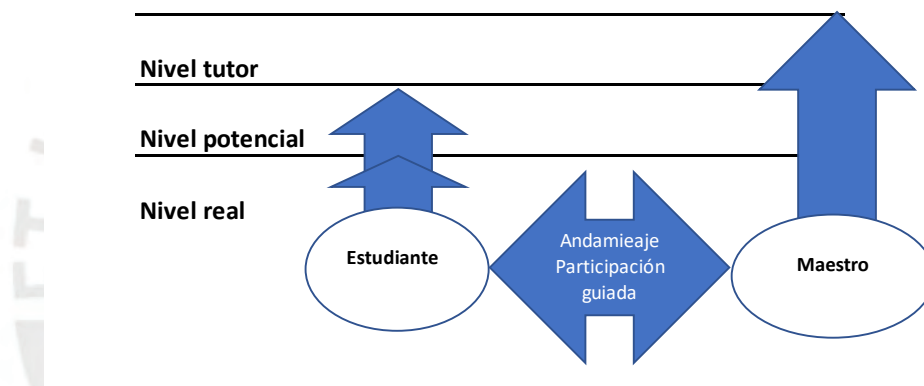 Nivel tutor
Nivel potencial
Nivel real
Estudiante
Andamieaje
Participación
guiada
Maestro